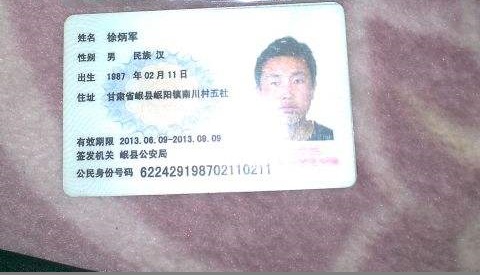 姓名 徐炳军
性别 男 民族 汉
出生 1987 年 02 月 11 日
住址 甘肃省岷县岷阳镇南川村五社
有效期限 2013.06.09-2013.09.09
签发机关 岷县公安局
公民身份号码 622429198702110211